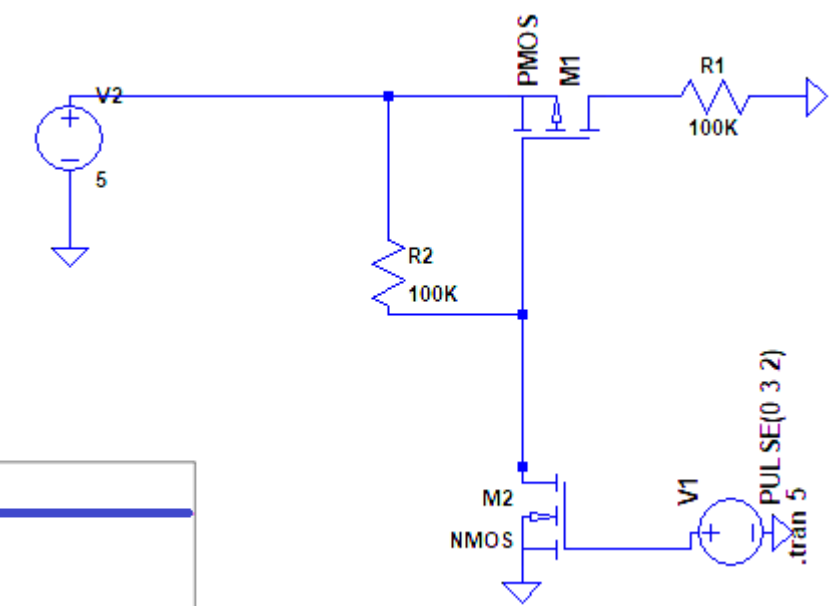 V2
5
PMOS
M1
R1
100K
R2
100K
M2
NMOS
V1
PULSE(0 3 2)
.tran 5